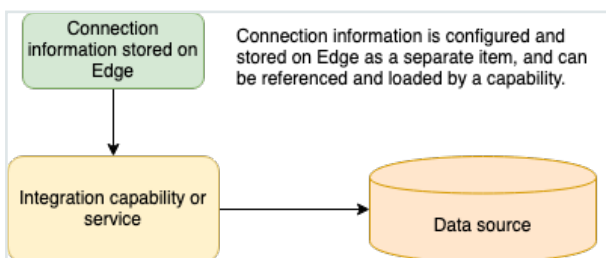 Connection
information stored on
Edge
Connection information is configured and
stored on Edge as a separate item, and can
be referenced and loaded by a capability.
Integration capability or
service
Data source